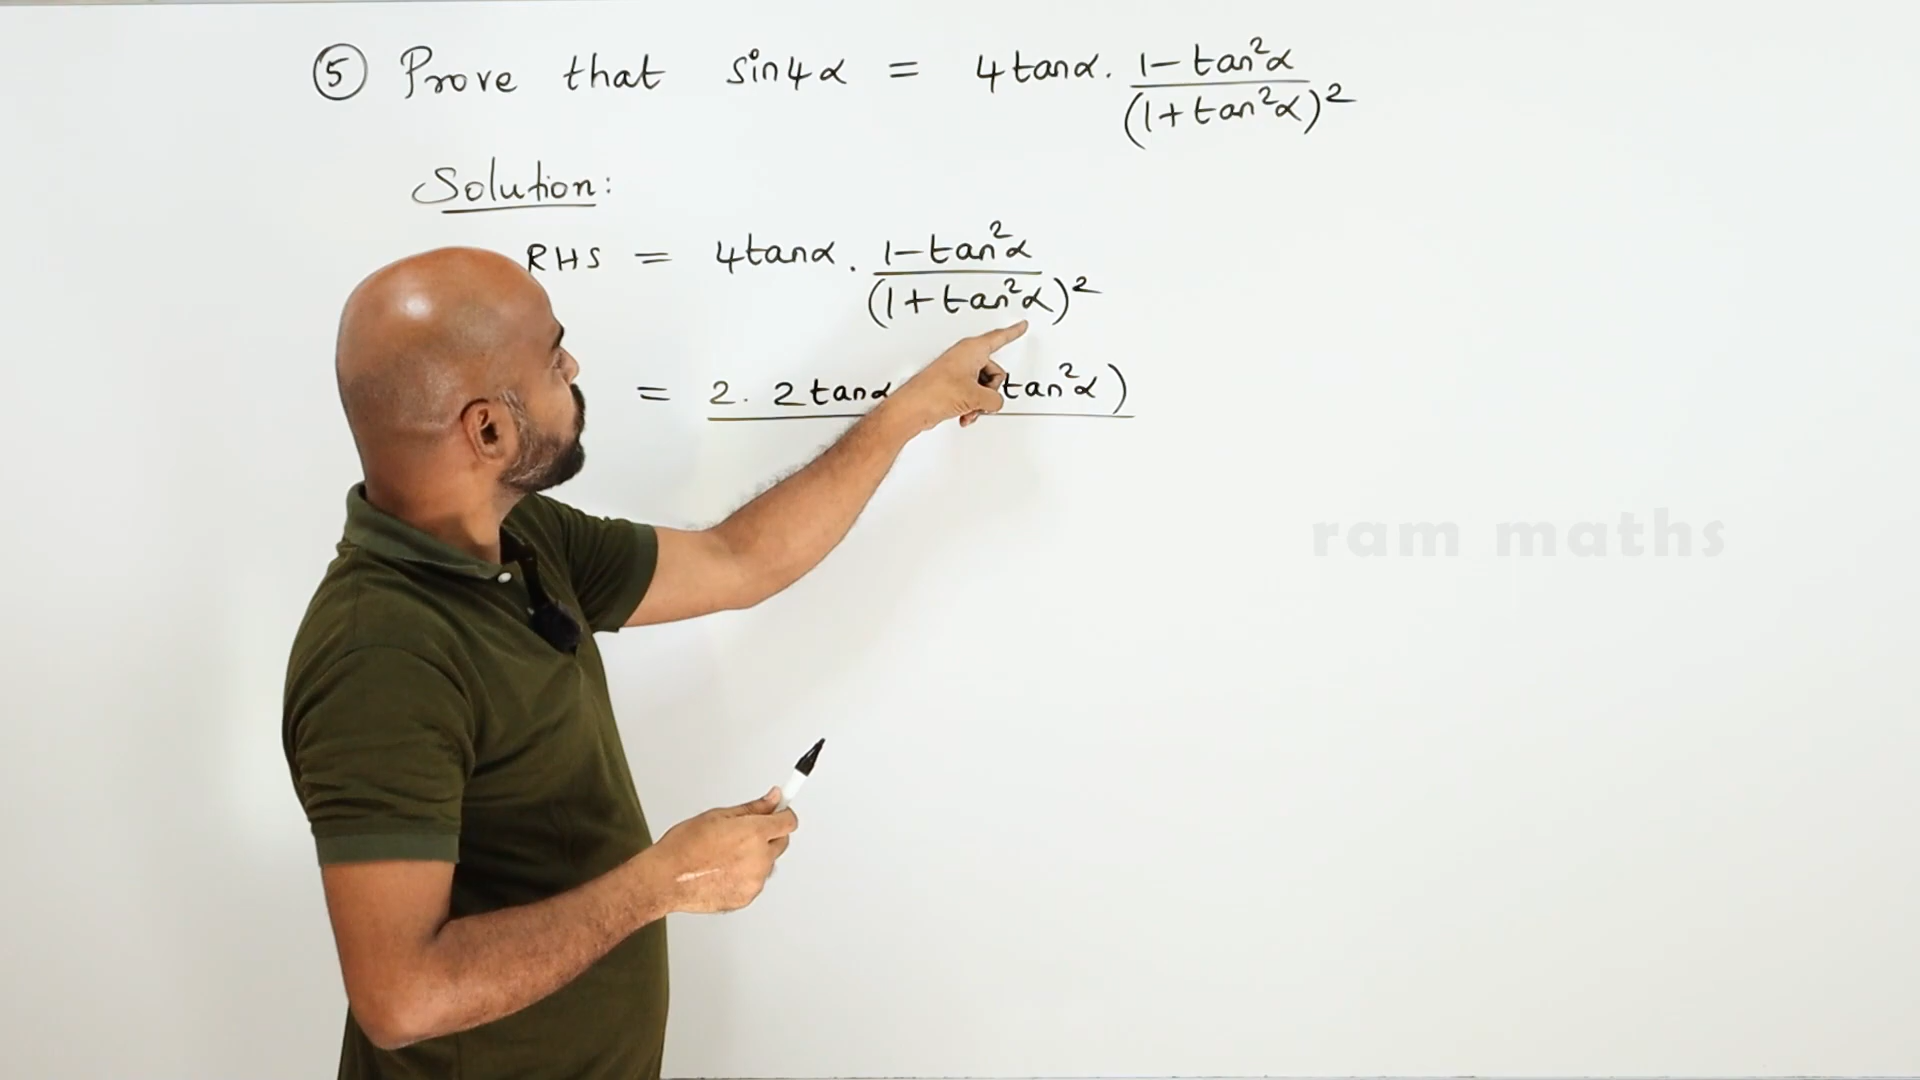 ⑤ Prove that sin4α = 4tanα. (1-tan²α)/(1+tan²α)²
Solution:
RHS = 4tanα . (1-tan²α)/(1+tan²α)²
= 2. 2tanα tan²α)
ram maths